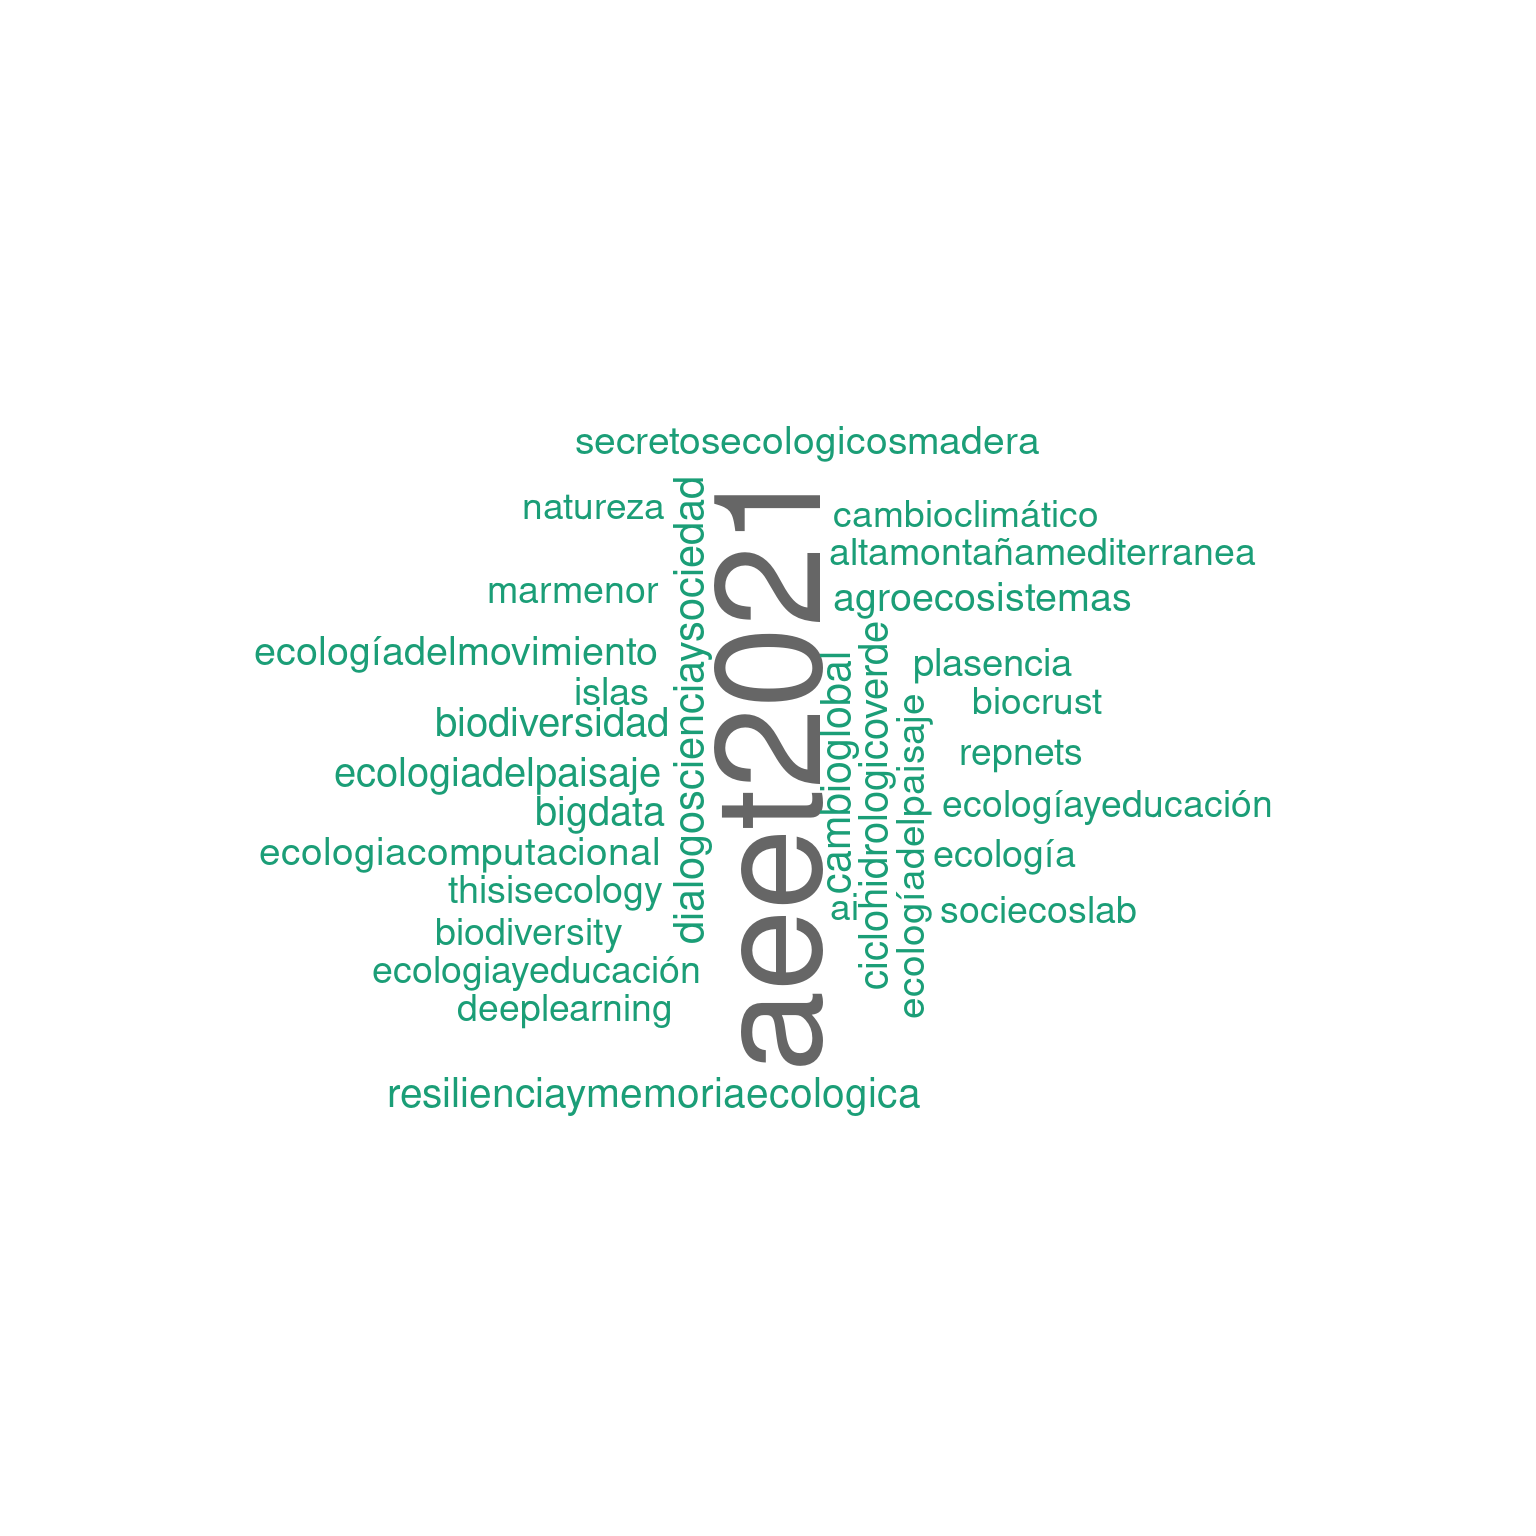 secretosecologicosmadera
natureza
dialogoscienciaysociedad
aeet2021
cambioclimático
altamontañamediterranea
marmenor
agroecosistemas
ecologíadelmovimiento
cambioglobal
ciclohidrologicoverde
plasencia
islas
ecologíadelpaisaje
biocrust
biodiversidad
repnets
ecologiadelpaisaje
bigdata
ecologíayeducación
ecologiacomputacional
ecología
thisisecology
ai
sociecoslab
biodiversity
ecologiayeducación
deeplearning
resilienciaymemoriaecologica